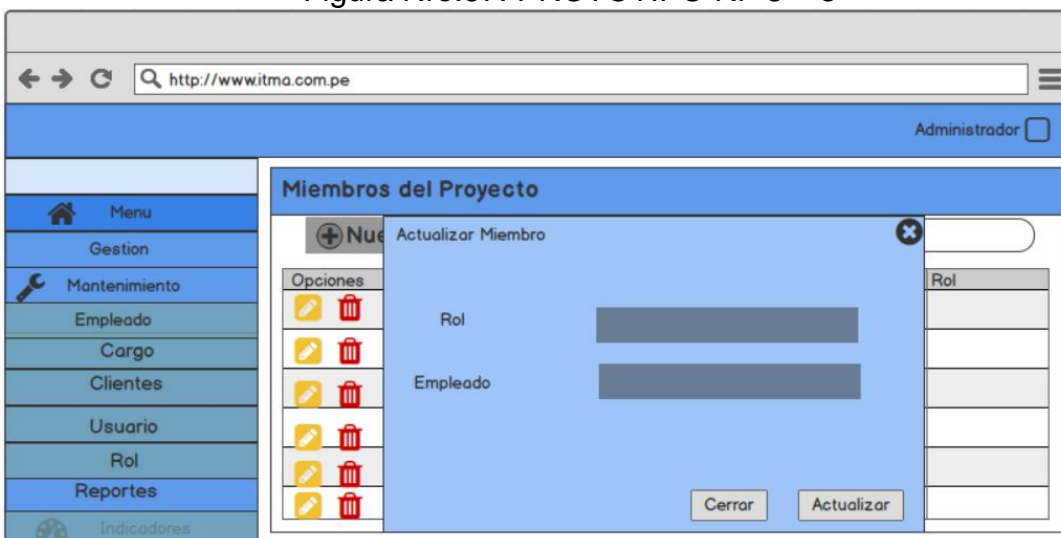 http://www.itma.com.pe
Administrador
Miembros del Proyecto
Menu
Gestion
Mantenimiento
Empleado
Cargo
Clientes
Usuario
Rol
Reportes
Indicadores
Nue
Actualizar Miembro
Opciones
Rol
Rol
Empleado
Cerrar
Actualizar